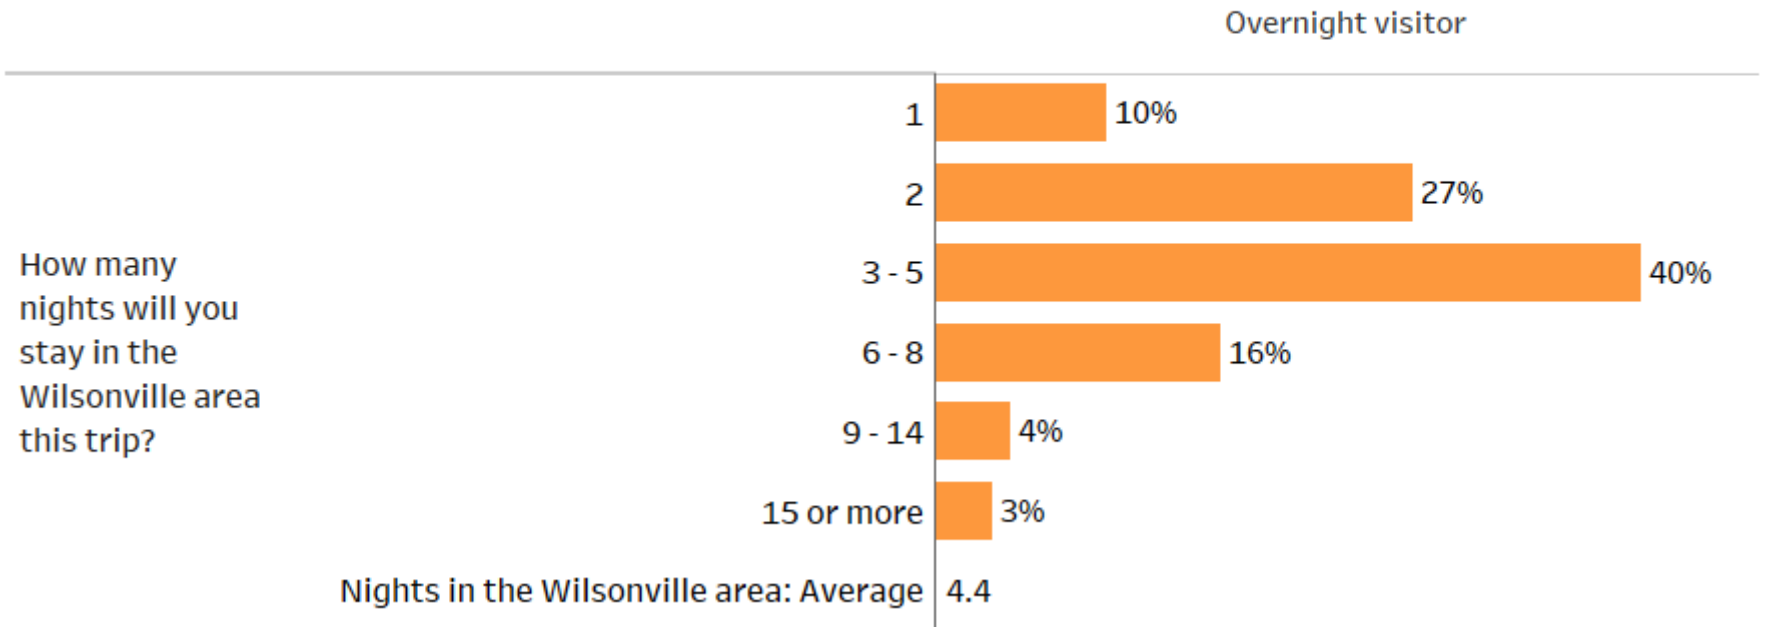 Overnight visitor
How many
nights will you
stay in the
Wilsonville area
this trip?
1 10%
2 27%
3 - 5 40%
6 - 8 16%
9 - 14 4%
15 or more 3%
Nights in the Wilsonville area: Average 4.4